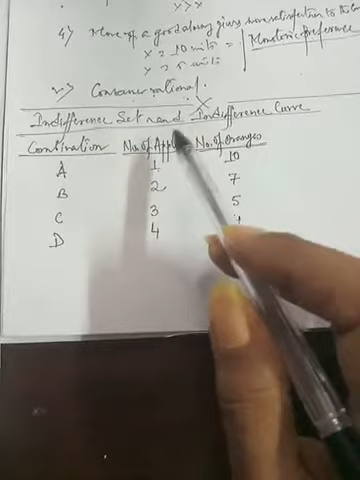 Y > X
4) More of a good always gives more satisfaction to the
X = 10 units =
Monotonic Preference
Y = 5 units
Consumer rational.
Indifference Set and Indifference Curve
Combination No. of Appl No. of Oranges
A 1 10
B 2 7
C 3 5
D 4